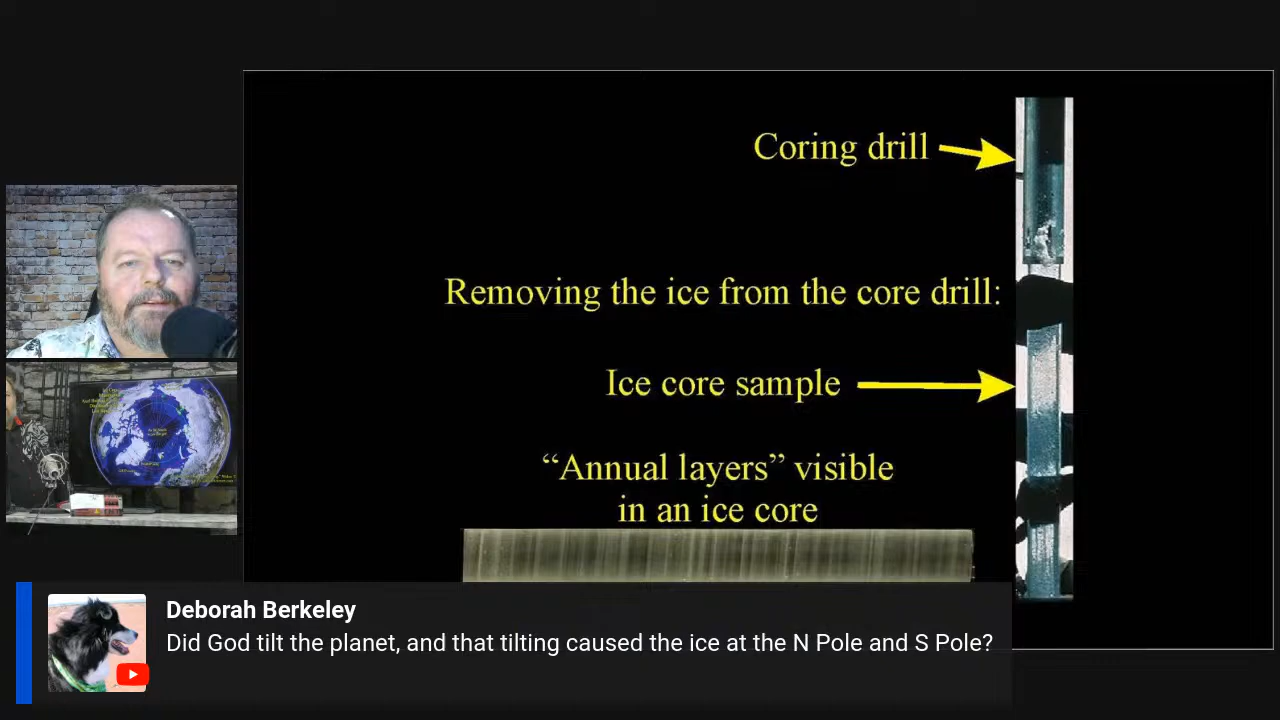 Coring drill
Removing the ice from the core drill:
Ice core sample
“Annual layers” visible
in an ice core
Deborah Berkeley
Did God tilt the planet, and that tilting caused the ice at the N Pole and S Pole?